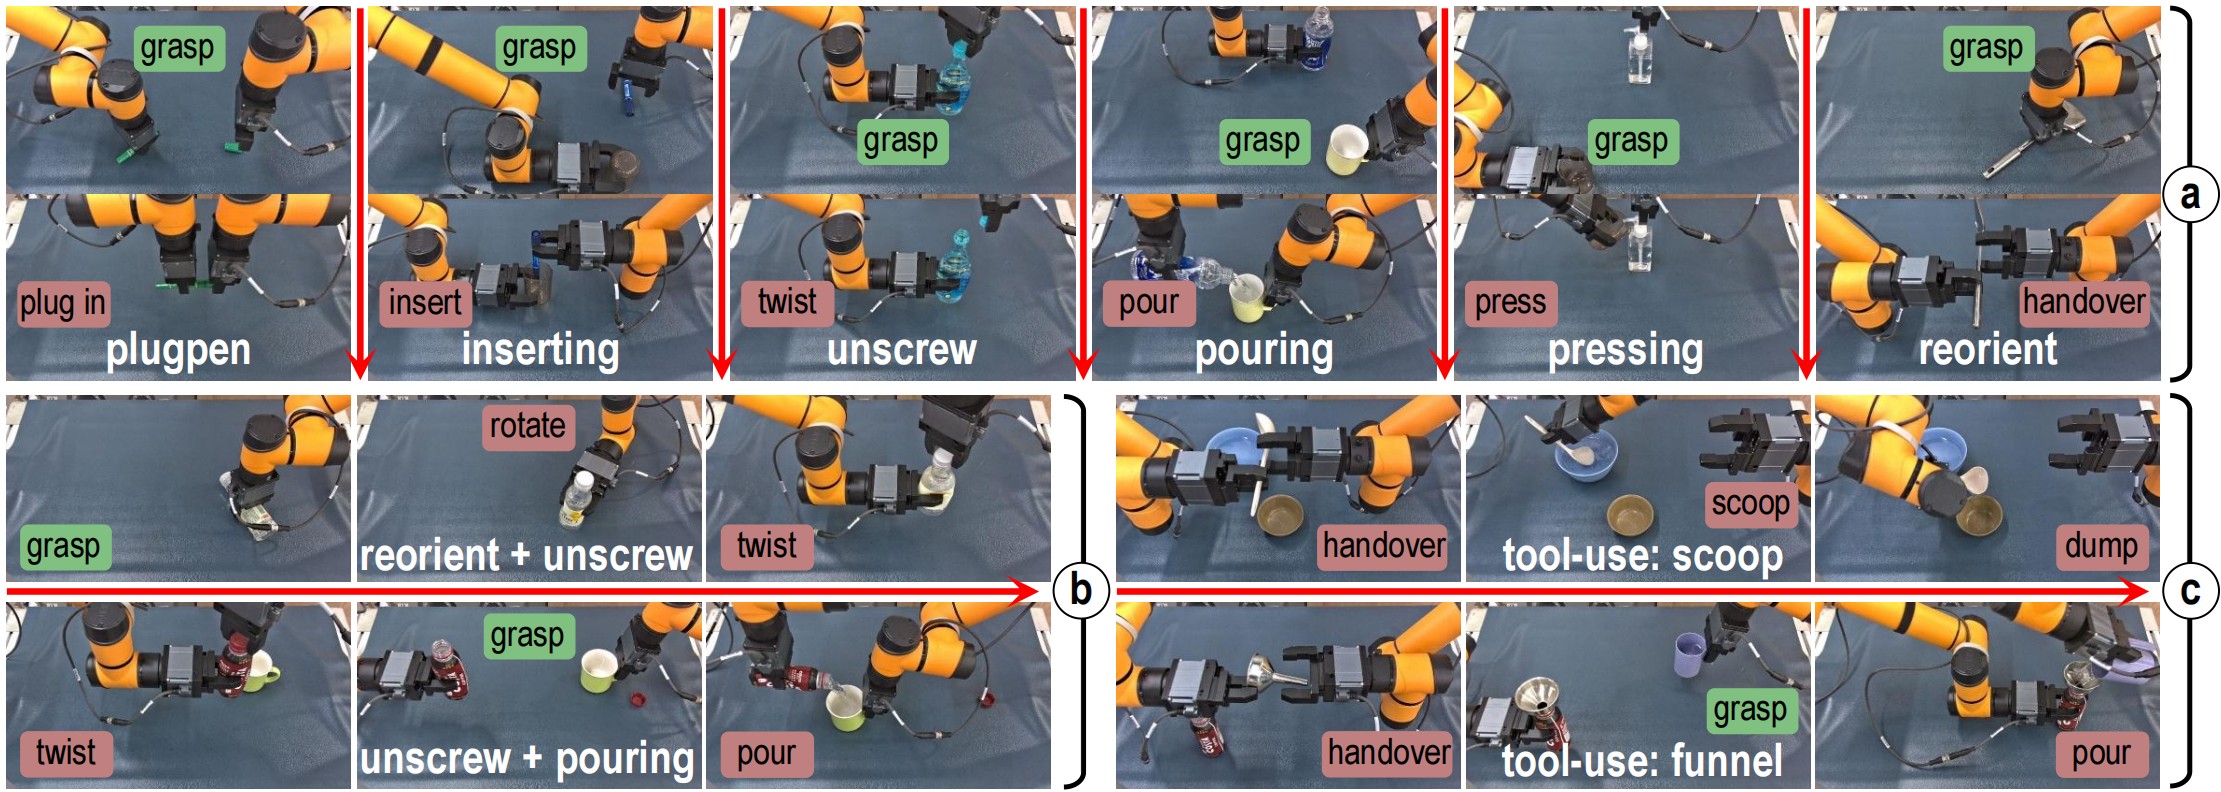 grasp
grasp
grasp
grasp
grasp
grasp
a
plug in
insert
twist
pour
press
handover
plugpen
inserting
unscrew
pouring
pressing
reorient
grasp
rotate
twist
reorient + unscrew
b
handover
scoop
dump
tool-use: scoop
c
twist
grasp
pour
unscrew + pouring
handover
grasp
pour
tool-use: funnel